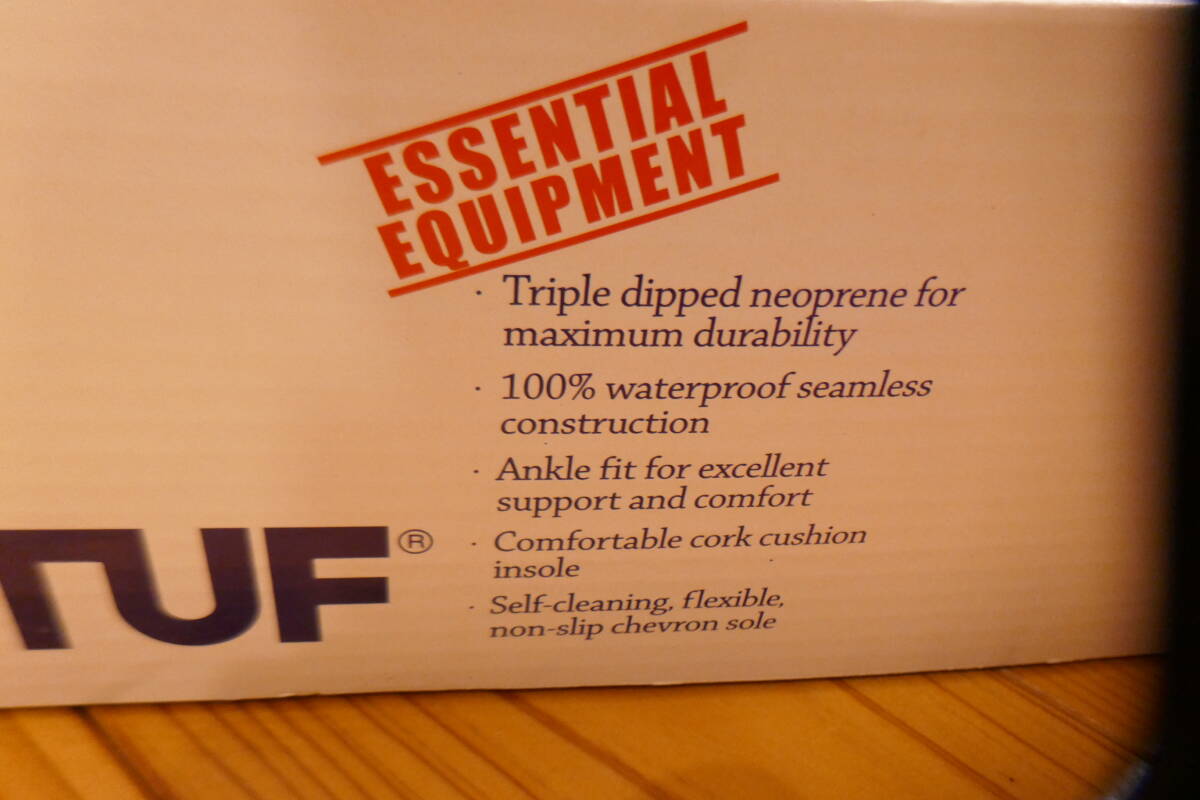 ESSENTIAL
EQUIPMENT
· Triple dipped neoprene for
maximum durability
· 100% waterproof seamless
construction
· Ankle fit for excellent
support and comfort
· Comfortable cork cushion
insole
· Self-cleaning, flexible,
non-slip chevron sole
TUF®